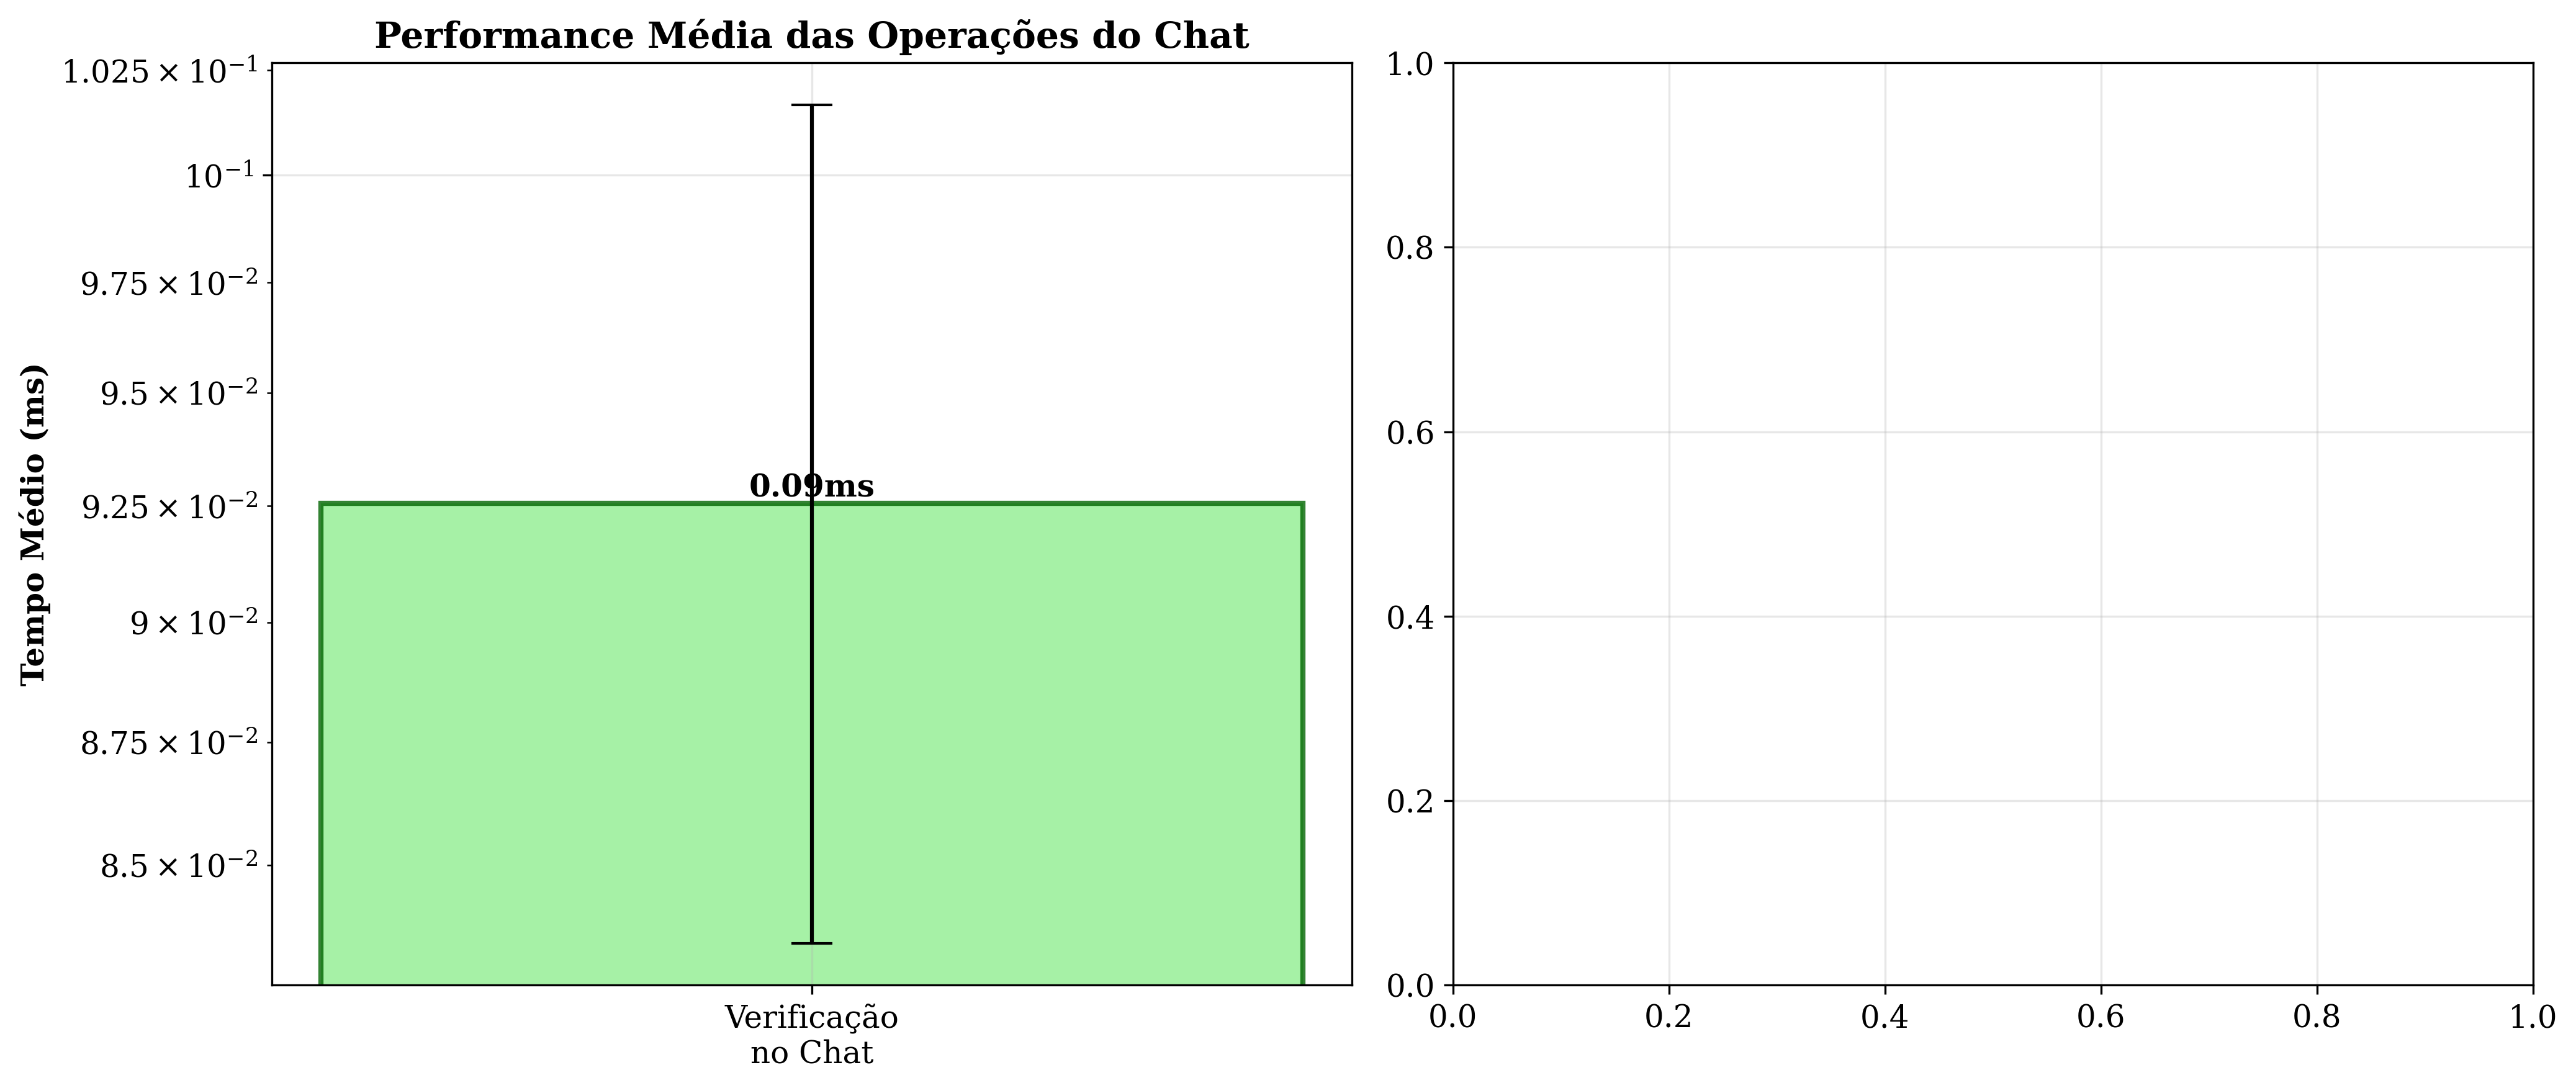 Performance Média das Operações do Chat
Tempo Médio (ms)
1.025 × 10⁻¹
10⁻¹
9.75 × 10⁻²
9.5 × 10⁻²
9.25 × 10⁻²
9 × 10⁻²
8.75 × 10⁻²
8.5 × 10⁻²
0.09ms
Verificação
no Chat
1.0
0.8
0.6
0.4
0.2
0.0
0.0 0.2 0.4 0.6 0.8 1.0